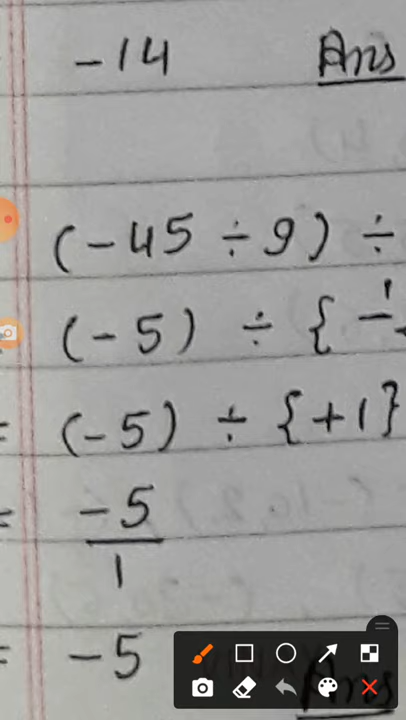 -14 Ans
(-45 ÷ 9) ÷
(-5) ÷ {
= (-5) ÷ {+1}
= -5
1
= -5